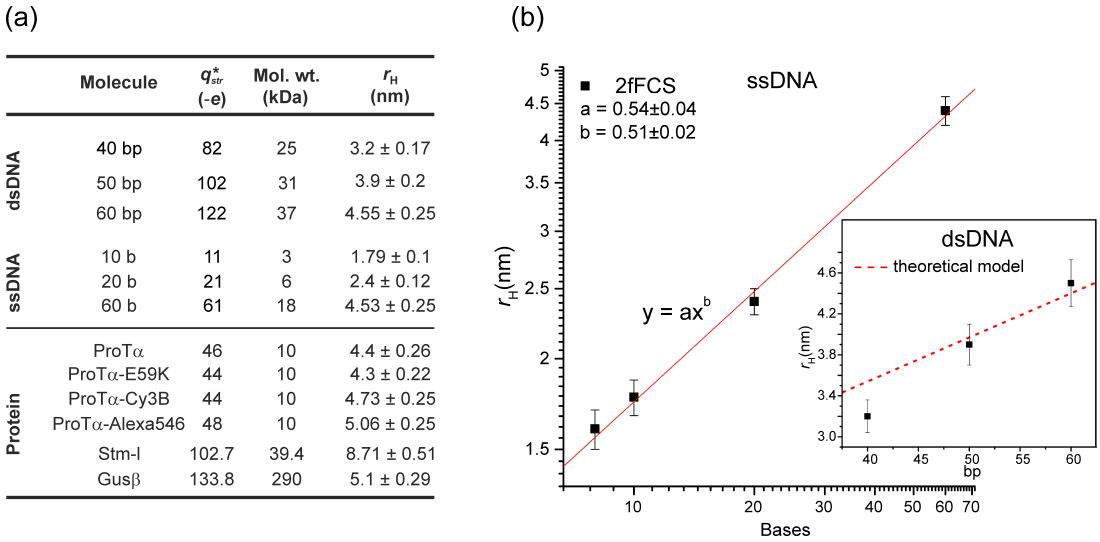 (a)
Molecule q*str (-e) Mol. wt. (kDa) rH (nm)
dsDNA
40 bp 82 25 3.2 ± 0.17
50 bp 102 31 3.9 ± 0.2
60 bp 122 37 4.55 ± 0.25
ssDNA
10 b 11 3 1.79 ± 0.1
20 b 21 6 2.4 ± 0.12
60 b 61 18 4.53 ± 0.25
Protein
ProTα 46 10 4.4 ± 0.26
ProTα-E59K 44 10 4.3 ± 0.22
ProTα-Cy3B 44 10 4.73 ± 0.25
ProTα-Alexa546 48 10 5.06 ± 0.25
Stm-l 102.7 39.4 8.71 ± 0.51
Gusβ 133.8 290 5.1 ± 0.29
(b)
ssDNA
2fFCS
a = 0.54±0.04
b = 0.51±0.02
y = axᵇ
rH(nm)
5
4.5
4
3.5
3
2.5
2
1.5
10 20 30 40 50 60 70
Bases
dsDNA
theoretical model
rH(nm)
4.6
4.2
3.8
3.4
3.0
40 45 50 55 60
bp